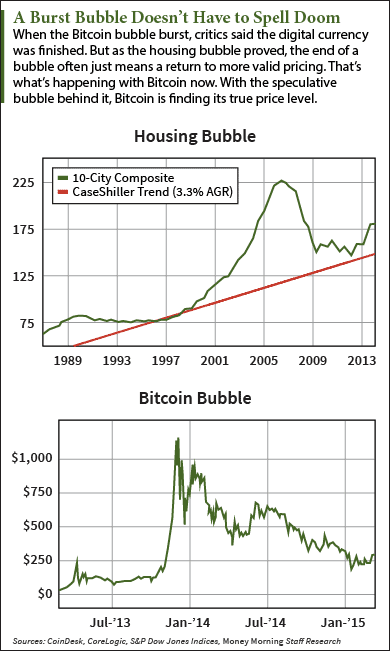 A Burst Bubble Doesn't Have to Spell Doom
When the Bitcoin bubble burst, critics said the digital currency
was finished. But as the housing bubble proved, the end of a
bubble often just means a return to more valid pricing. That's
what's happening with Bitcoin now. With the speculative
bubble behind it, Bitcoin is finding its true price level.
Housing Bubble
10-City Composite
CaseShiller Trend (3.3% AGR)
225
175
125
75
1989 1993 1997 2001 2005 2009 2013
Bitcoin Bubble
$1,000
$750
$500
$250
$0
Jul-'13 Jan-'14 Jul-'14 Jan-'15
Sources: CoinDesk, CoreLogic, S&P Dow Jones Indices, Money Morning Staff Research